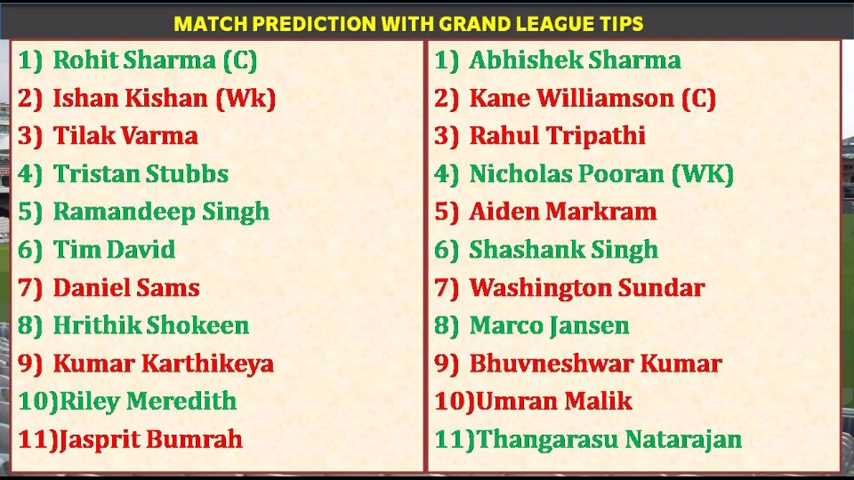 MATCH PREDICTION WITH GRAND LEAGUE TIPS
1) Rohit Sharma (C)
2) Ishan Kishan (Wk)
3) Tilak Varma
4) Tristan Stubbs
5) Ramandeep Singh
6) Tim David
7) Daniel Sams
8) Hrithik Shokeen
9) Kumar Karthikeya
10)Riley Meredith
11)Jasprit Bumrah
1) Abhishek Sharma
2) Kane Williamson (C)
3) Rahul Tripathi
4) Nicholas Pooran (WK)
5) Aiden Markram
6) Shashank Singh
7) Washington Sundar
8) Marco Jansen
9) Bhuvneshwar Kumar
10)Umran Malik
11)Thangarasu Natarajan